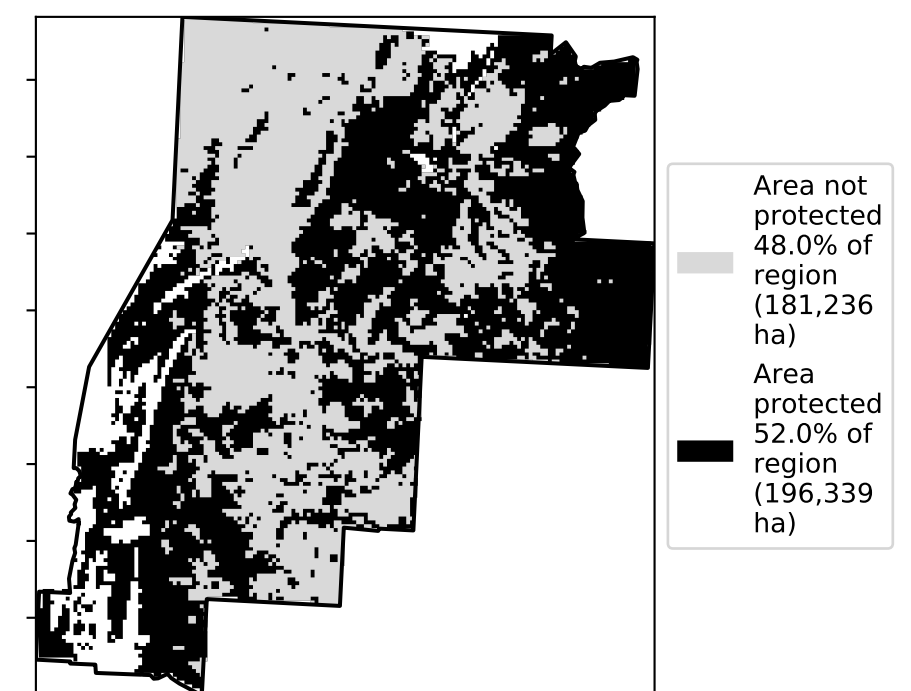 Area not
protected
48.0% of
region
(181,236
ha)
Area
protected
52.0% of
region
(196,339
ha)